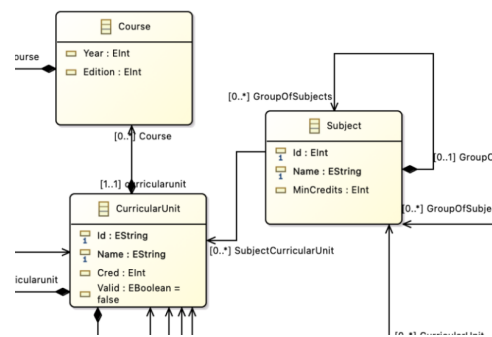 Course
Year : EInt
Edition : EInt
ourse
[0..*] GroupOfSubjects
Subject
Id : EInt
Name : EString
MinCredits : EInt
[0..1] GroupO
[0..*] Course
[1..1] curricularunit
CurricularUnit
Id : EString
Name : EString
Cred : EInt
Valid : EBoolean =
false
[0..*] SubjectCurricularUnit
[0..*] GroupOfSubje
icularunit
[0..*] CurricularUnit